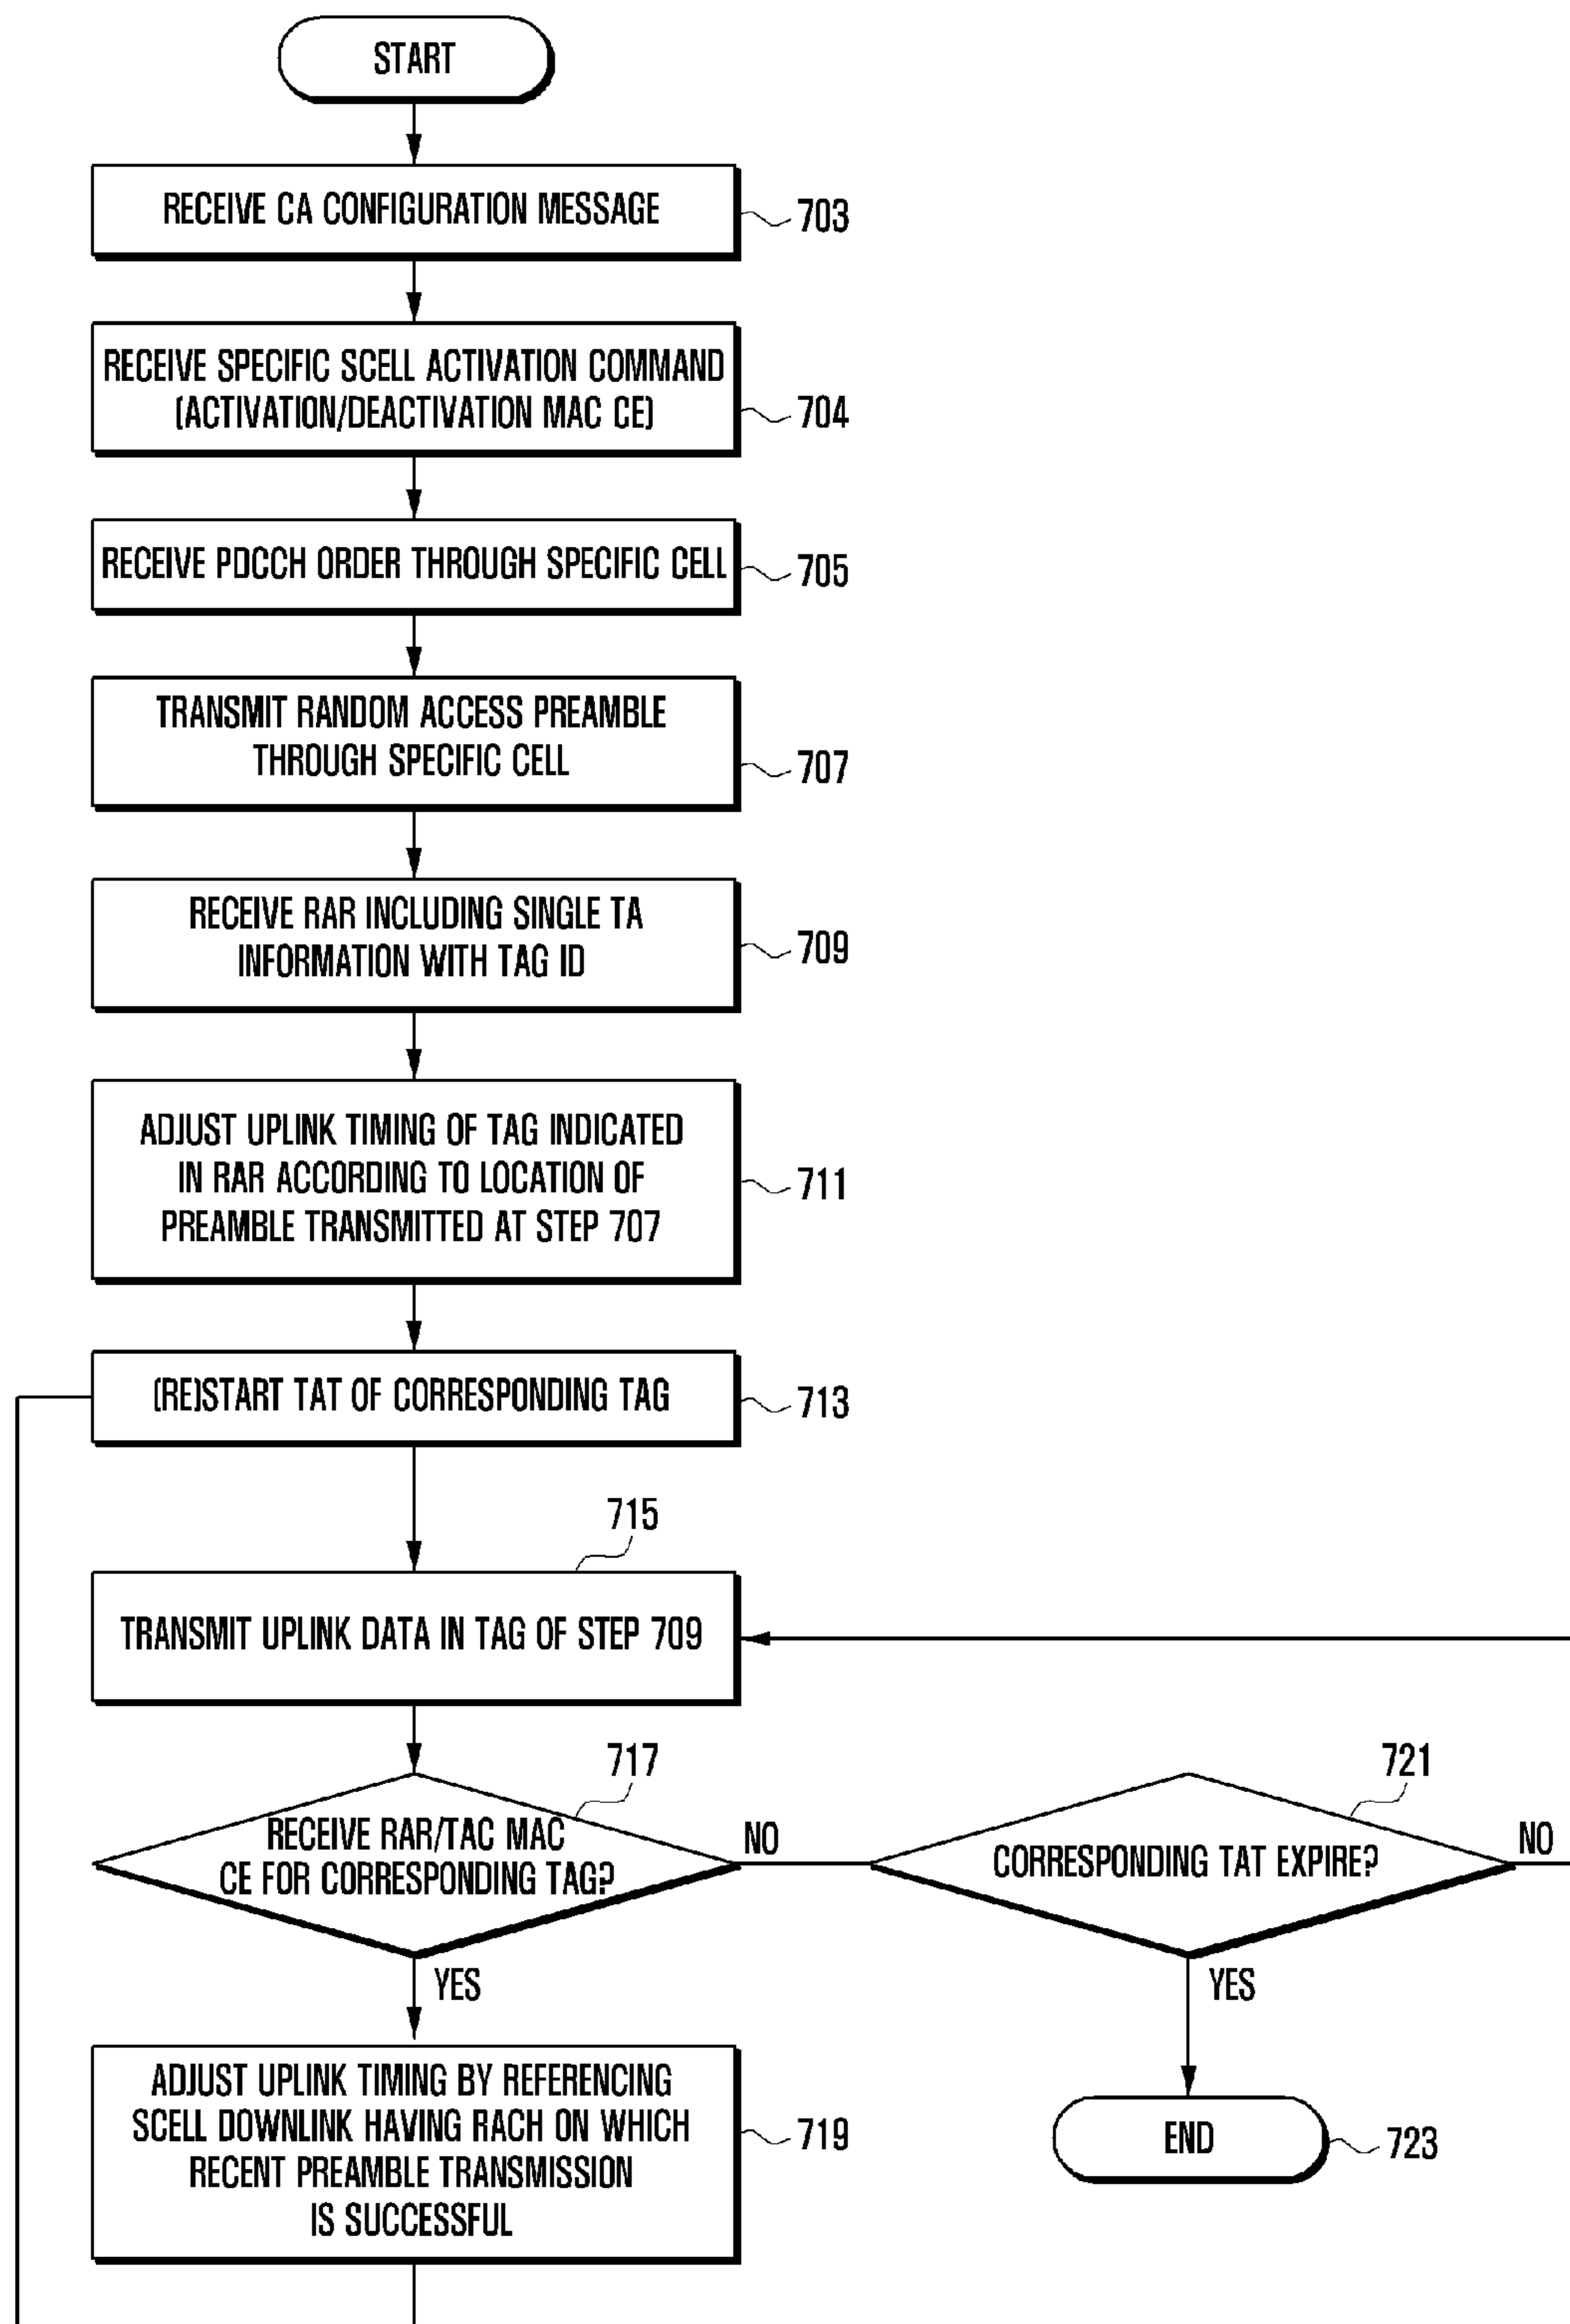 START
RECEIVE CA CONFIGURATION MESSAGE
703
RECEIVE SPECIFIC SCELL ACTIVATION COMMAND
(ACTIVATION/DEACTIVATION MAC CE)
704
RECEIVE PDCCH ORDER THROUGH SPECIFIC CELL
705
TRANSMIT RANDOM ACCESS PREAMBLE
THROUGH SPECIFIC CELL
707
RECEIVE RAR INCLUDING SINGLE TA
INFORMATION WITH TAG ID
709
ADJUST UPLINK TIMING OF TAG INDICATED
IN RAR ACCORDING TO LOCATION OF
PREAMBLE TRANSMITTED AT STEP 707
711
(RE)START TAT OF CORRESPONDING TAG
713
715
TRANSMIT UPLINK DATA IN TAG OF STEP 709
717
RECEIVE RAR/TAC MAC
CE FOR CORRESPONDING TAG?
NO
721
CORRESPONDING TAT EXPIRE?
NO
YES
YES
ADJUST UPLINK TIMING BY REFERENCING
SCELL DOWNLINK HAVING RACH ON WHICH
RECENT PREAMBLE TRANSMISSION
IS SUCCESSFUL
719
END
723